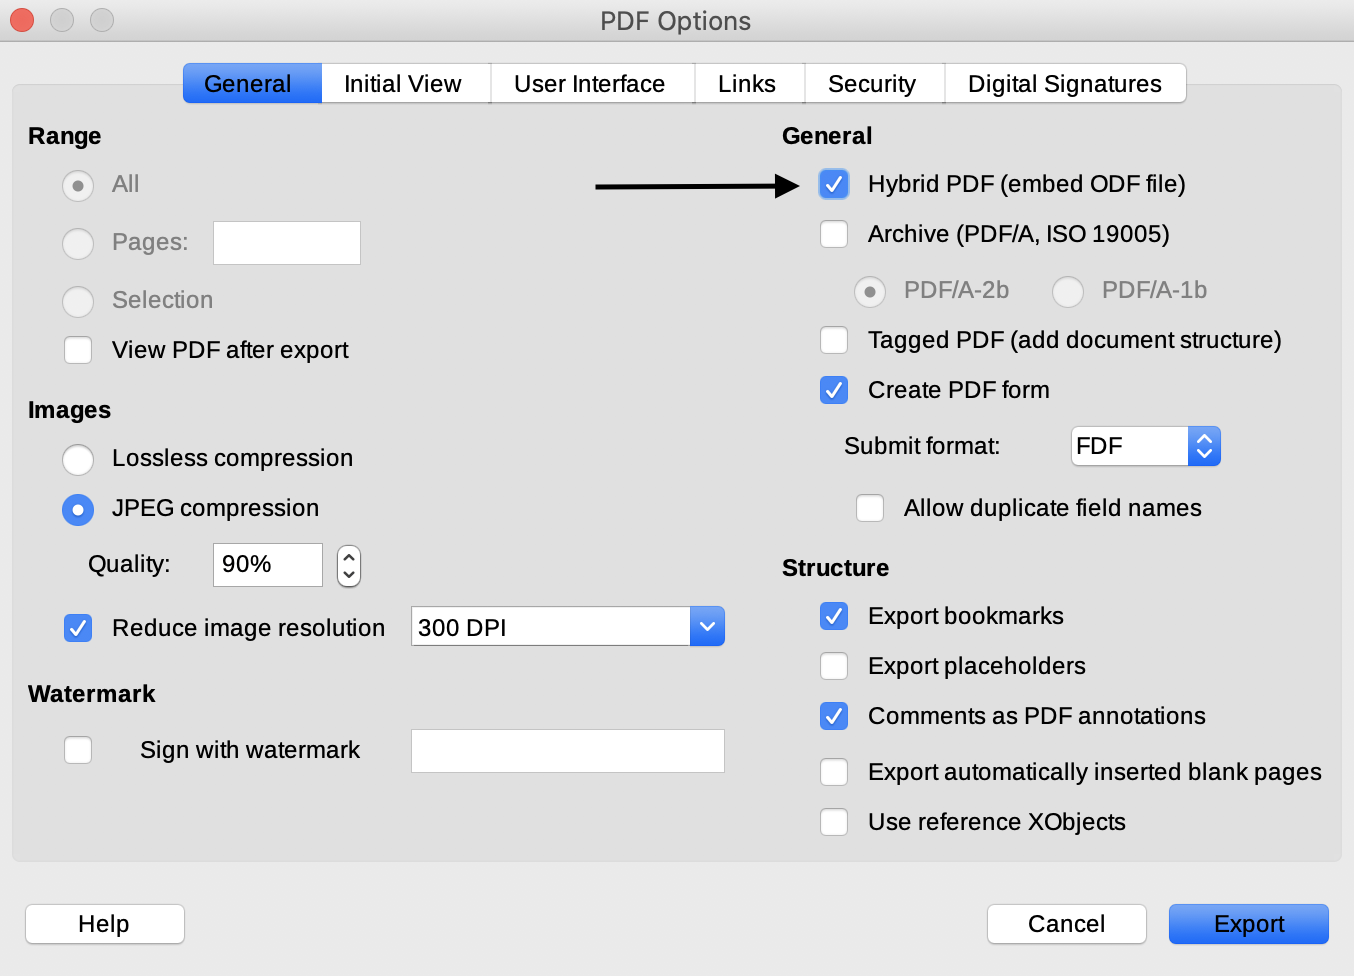 PDF Options
General
Initial View
User Interface
Links
Security
Digital Signatures
Range
All
Pages:
Selection
View PDF after export
Images
Lossless compression
JPEG compression
Quality:
90%
Reduce image resolution
300 DPI
Watermark
Sign with watermark
General
Hybrid PDF (embed ODF file)
Archive (PDF/A, ISO 19005)
PDF/A-2b
PDF/A-1b
Tagged PDF (add document structure)
Create PDF form
Submit format:
FDF
Allow duplicate field names
Structure
Export bookmarks
Export placeholders
Comments as PDF annotations
Export automatically inserted blank pages
Use reference XObjects
Help
Cancel
Export